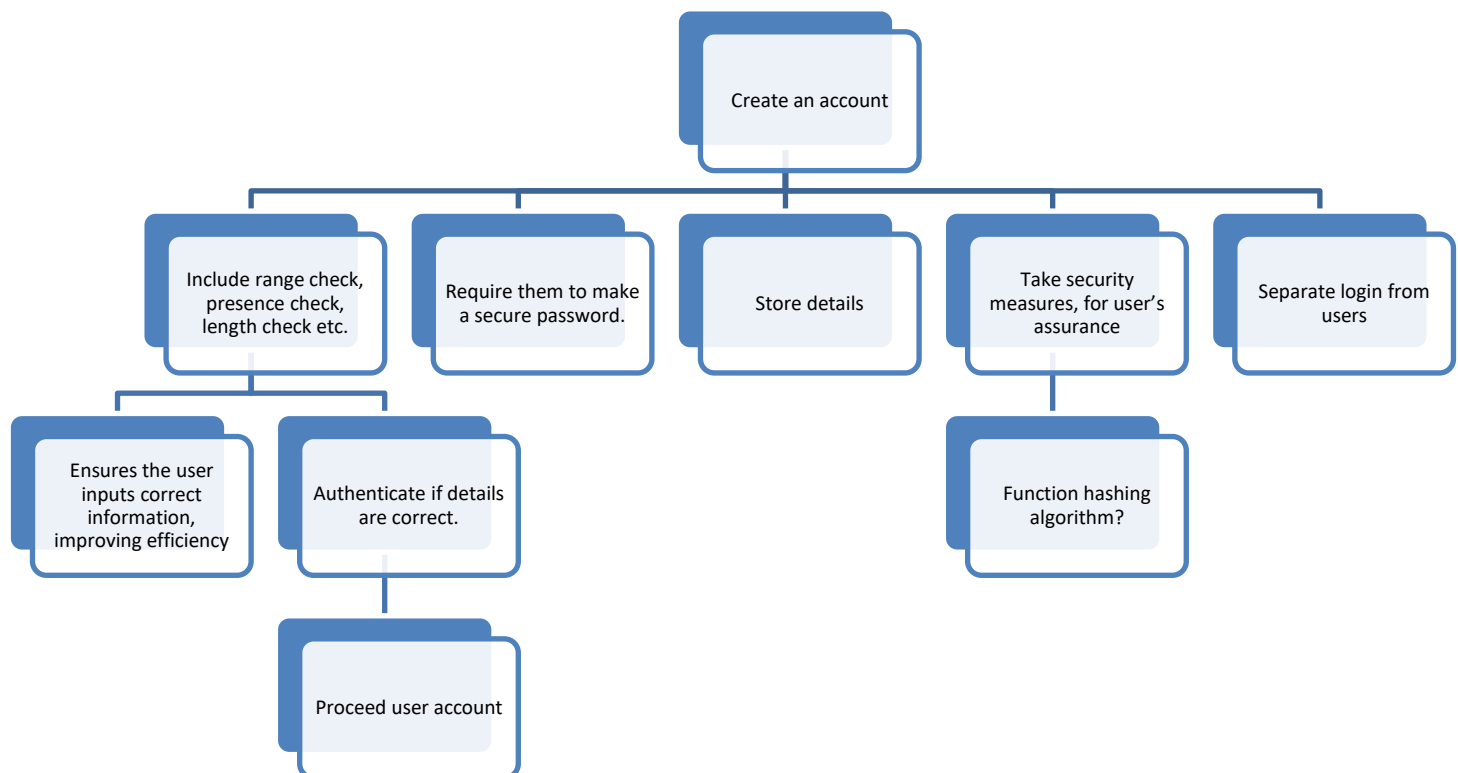 Create an account
Include range check,
presence check,
length check etc.
Require them to make
a secure password.
Store details
Take security
measures, for user’s
assurance
Separate login from
users
Ensures the user
inputs correct
information,
improving efficiency
Authenticate if details
are correct.
Function hashing
algorithm?
Proceed user account